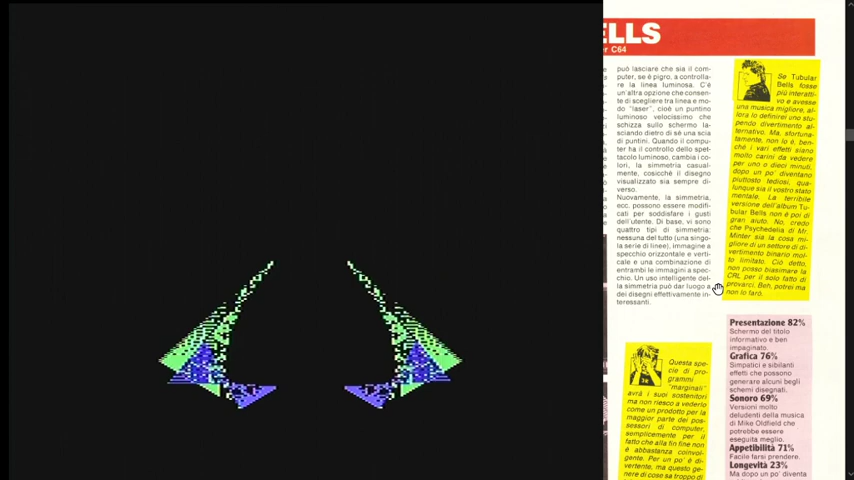 ELLS
r C64
può lasciare che sia il com-
puter, se è pigro, a controlla-
re la linea luminosa. C'è
un'altra opzione che consen-
te di scegliere tra linea e mo-
do "laser", cioè un puntino
luminoso velocissimo che
schizza sullo schermo la-
sciando dietro di sé una scia
di puntini. Quando il compu-
ter ha il controllo dello spet-
tacolo luminoso, cambia i co-
lori, la simmetria casual-
mente, cosicché il disegno
visualizzato sia sempre di-
verso.
Nuovamente, la simmetria,
ecc. possono essere modifi-
cati per soddisfare i gusti
dell'utente. Di base, vi so-
no quattro tipi di simmetria:
nessuna del tutto (una singo-
la serie di linee), immagine a
specchio orizzontale e verti-
cale e una combinazione di
entrambi le immagini a spec-
chio. Un uso intelligente del-
la simmetria può dar luogo a
dei disegni effettivamente in-
teressanti.
Se Tubular
Bells fosse
più interatti-
vo e avesse
una musica migliore, al-
lora lo definirei uno stu-
pendo divertimento al-
ternativo. Ma, sfortuna-
tamente, non lo è, ben-
ché i vari effetti siano
molto carini da vedere
per uno o dieci minuti,
dopo un po' diventano
piuttosto tediosi, qua-
lunque sia il vostro stato
mentale. La terribile
versione dell'album Tu-
bular Bells non è poi di
gran aiuto. No, credo
che Psychedelia di Mr.
Minter sia la cosa mi-
gliore di un settore di di-
vertimento binario mol-
to limitato. Ciò detto,
non posso biasimare la
CRL per il solo fatto di
provarci. Beh, potrei ma
non lo farò.
Questa spe-
cie di pro-
grammi
"marginali"
avrà i suoi sostenitori
ma non riesco a vederlo
come un prodotto per la
maggior parte dei pos-
sessori di computer,
semplicemente per il
fatto che alla fin fine non
è abbastanza coinvol-
gente. Per un po' è di-
vertente, ma questo ge-
nere di cose sa troppo di
Presentazione 82%
Schermo del titolo
informativo e ben
impaginato.
Grafica 76%
Simpatici e sibilanti
effetti che possono
generare alcuni begli
schemi disegnati.
Sonoro 69%
Versioni molto
deludenti della musica
di Mike Oldfield che
potrebbe essere
eseguita meglio.
Appetibilità 71%
Facile farsi prendere.
Longevità 23%
Ma dopo un po' diventa